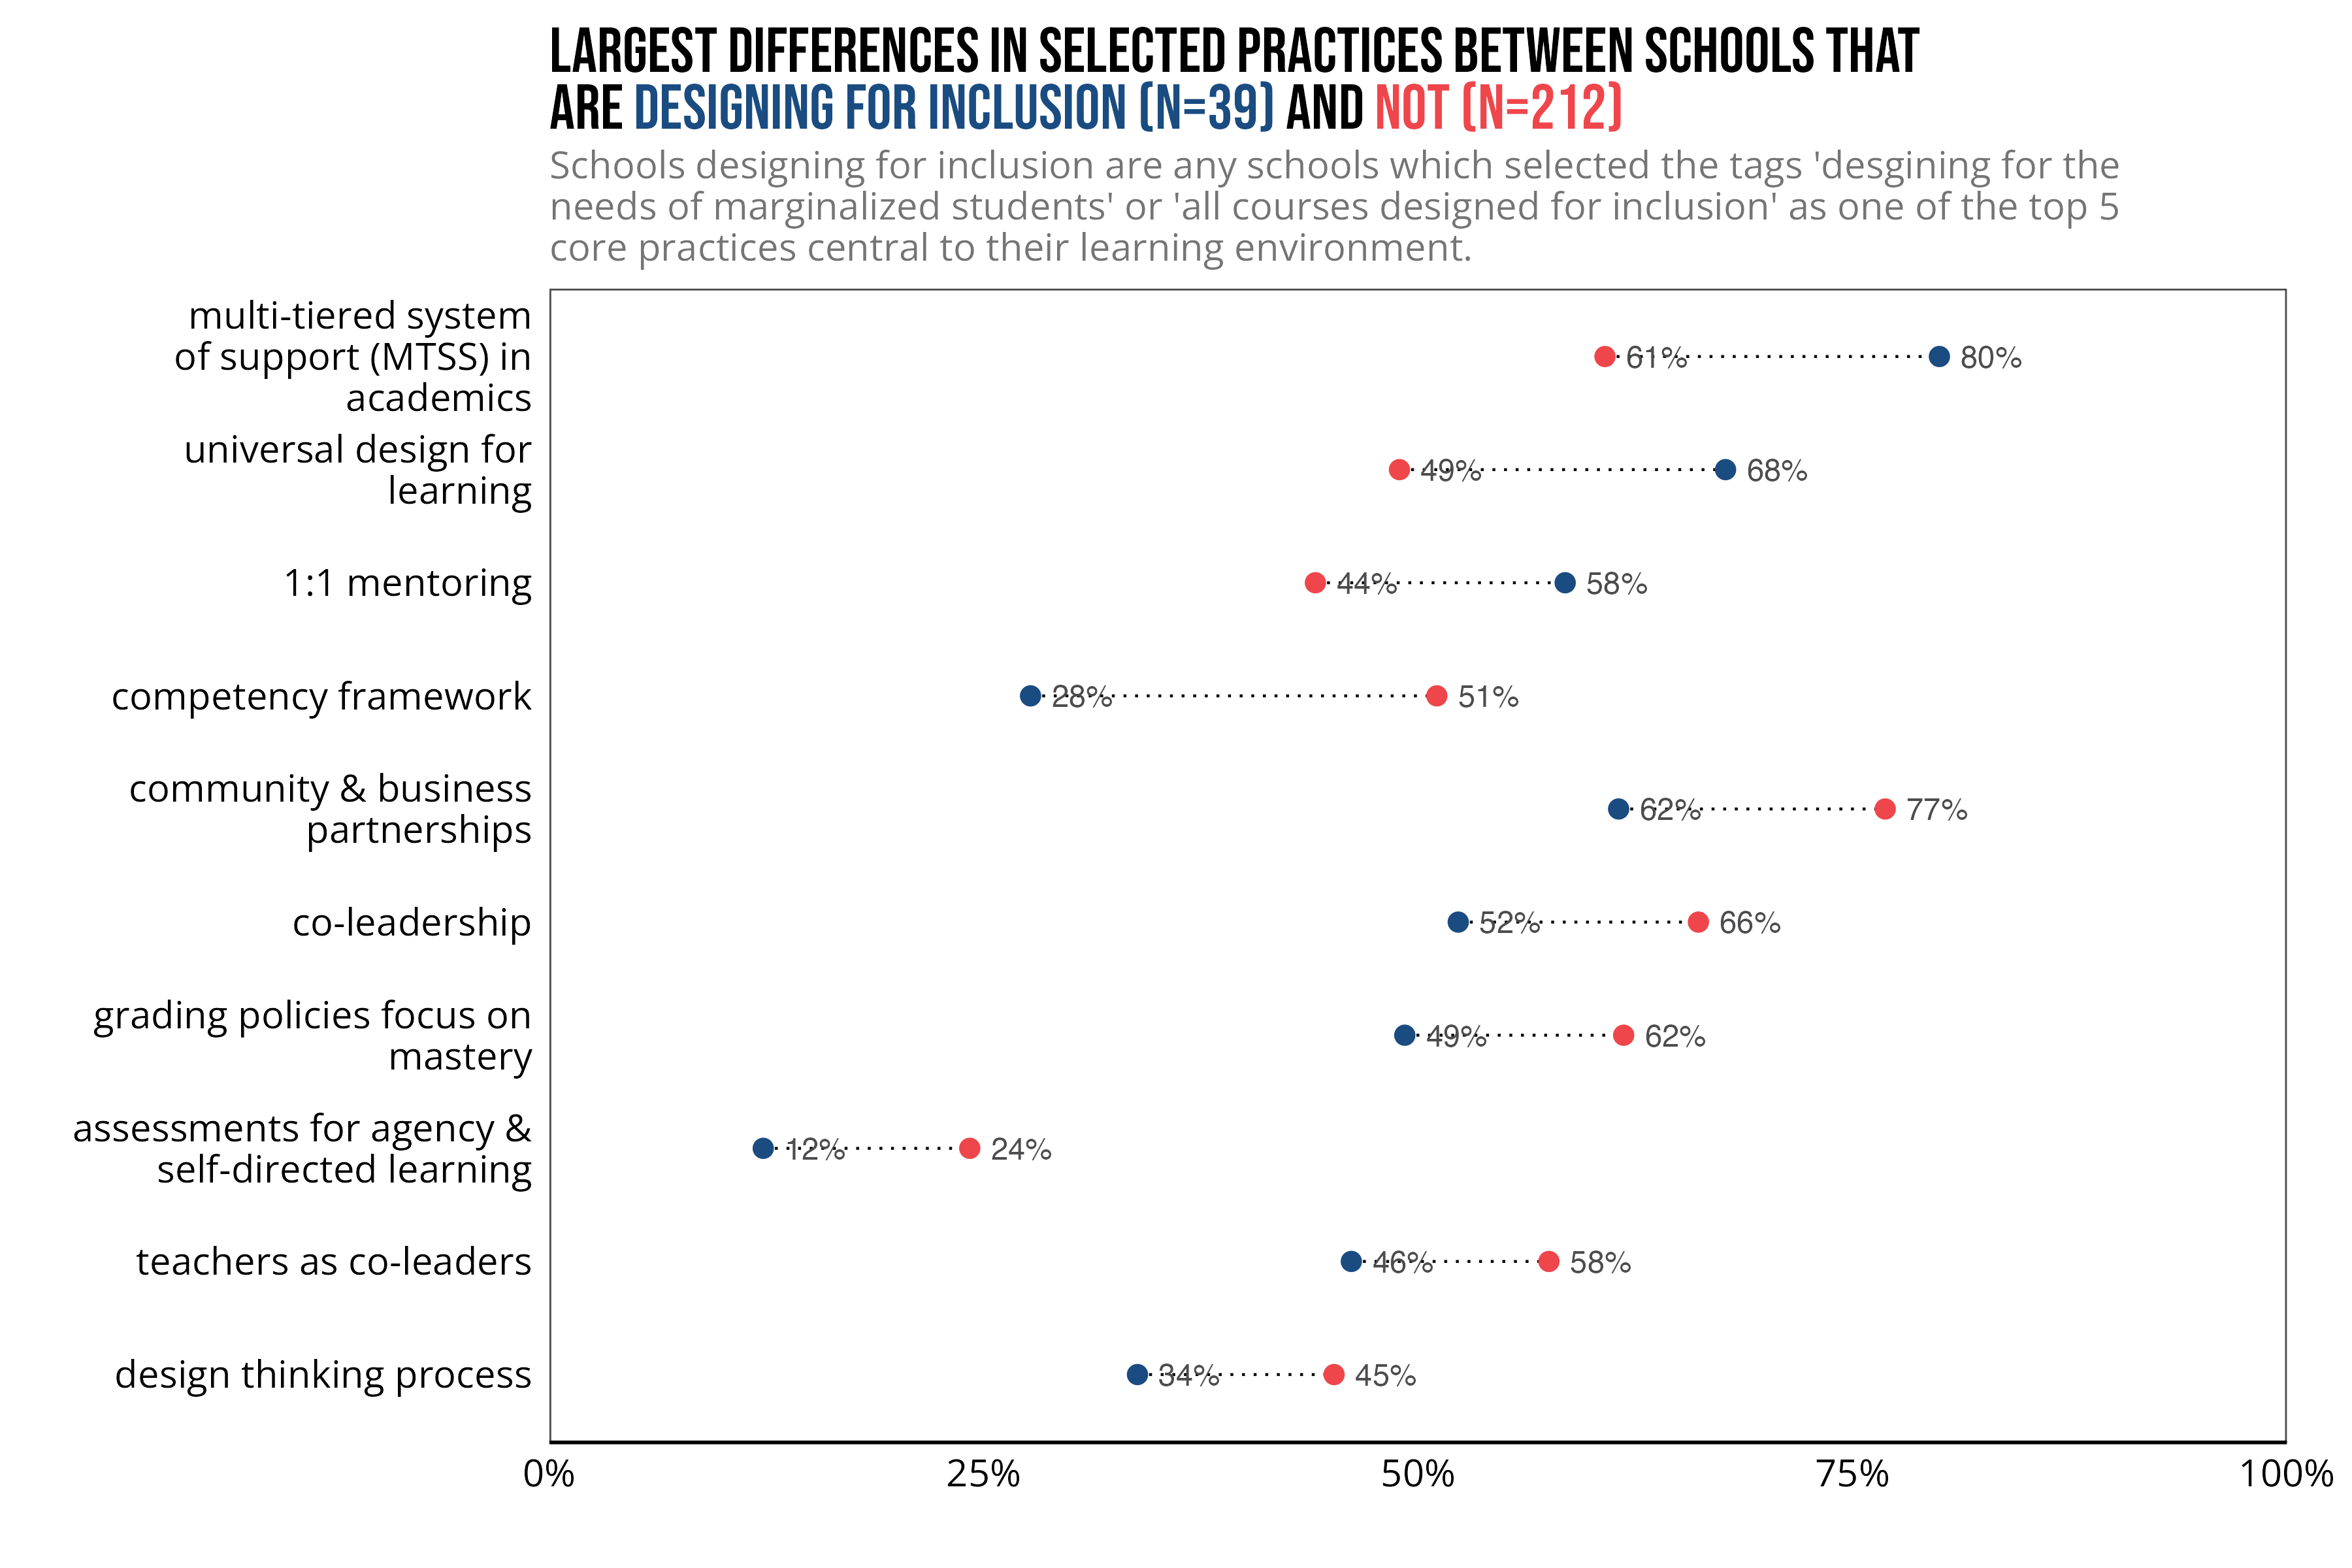 LARGEST DIFFERENCES IN SELECTED PRACTICES BETWEEN SCHOOLS THAT
ARE DESIGNING FOR INCLUSION (N=39) AND NOT (N=212)
Schools designing for inclusion are any schools which selected the tags 'desgining for the
needs of marginalized students' or 'all courses designed for inclusion' as one of the top 5
core practices central to their learning environment.
multi-tiered system
of support (MTSS) in
academics
61% 80%
universal design for
learning
49% 68%
1:1 mentoring
44% 58%
competency framework
28% 51%
community & business
partnerships
62% 77%
co-leadership
52% 66%
grading policies focus on
mastery
49% 62%
assessments for agency &
self-directed learning
12% 24%
teachers as co-leaders
46% 58%
design thinking process
34% 45%
0% 25% 50% 75% 100%